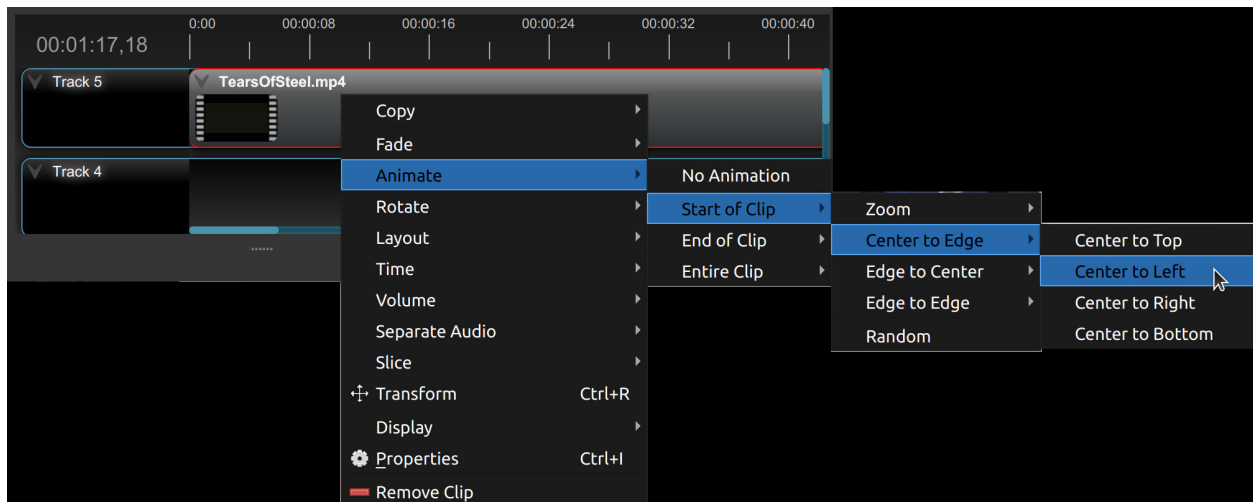 0:00 00:00:08 00:00:16 00:00:24 00:00:32 00:00:40
00:01:17,18
Track 5
TearsOfSteel.mp4
Track 4
Copy
Fade
Animate
Rotate
Layout
Time
Volume
Separate Audio
Slice
Transform Ctrl+R
Display
Properties Ctrl+I
Remove Clip
No Animation
Start of Clip
End of Clip
Entire Clip
Zoom
Center to Edge
Edge to Center
Edge to Edge
Random
Center to Top
Center to Left
Center to Right
Center to Bottom